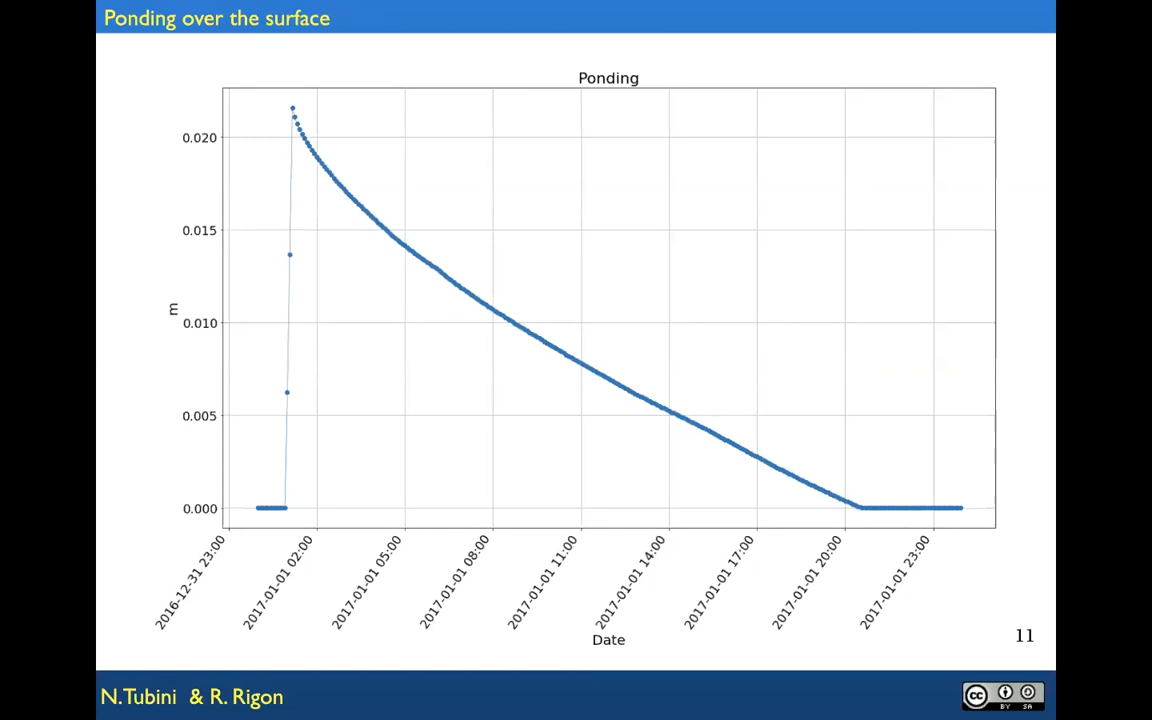 Ponding over the surface
Ponding
0.020
0.015
m
0.010
0.005
0.000
2016-12-31 23:00
2017-01-01 02:00
2017-01-01 05:00
2017-01-01 08:00
2017-01-01 11:00
2017-01-01 14:00
2017-01-01 17:00
2017-01-01 20:00
2017-01-01 23:00
Date
11
N.Tubini & R. Rigon
cc
BY SA